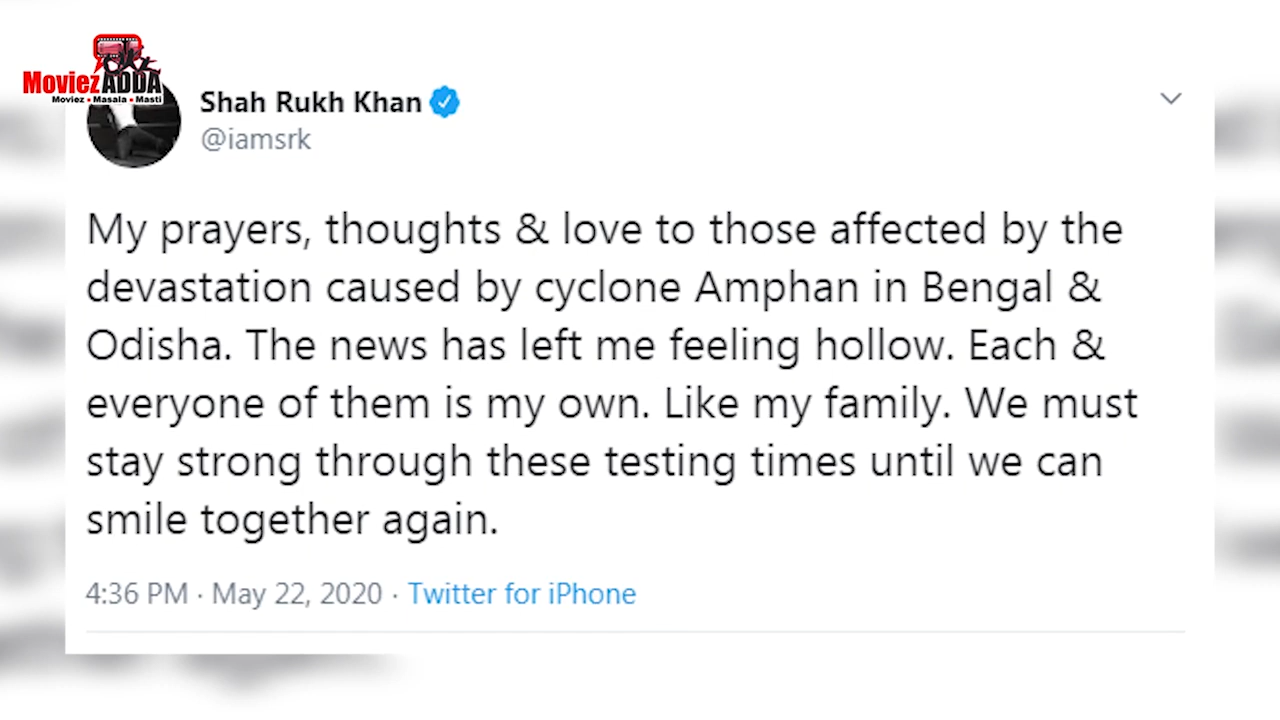 MoviezADDA
Moviez • Masala • Masti
Shah Rukh Khan
@iamsrk
My prayers, thoughts & love to those affected by the
devastation caused by cyclone Amphan in Bengal &
Odisha. The news has left me feeling hollow. Each &
everyone of them is my own. Like my family. We must
stay strong through these testing times until we can
smile together again.
4:36 PM · May 22, 2020 · Twitter for iPhone